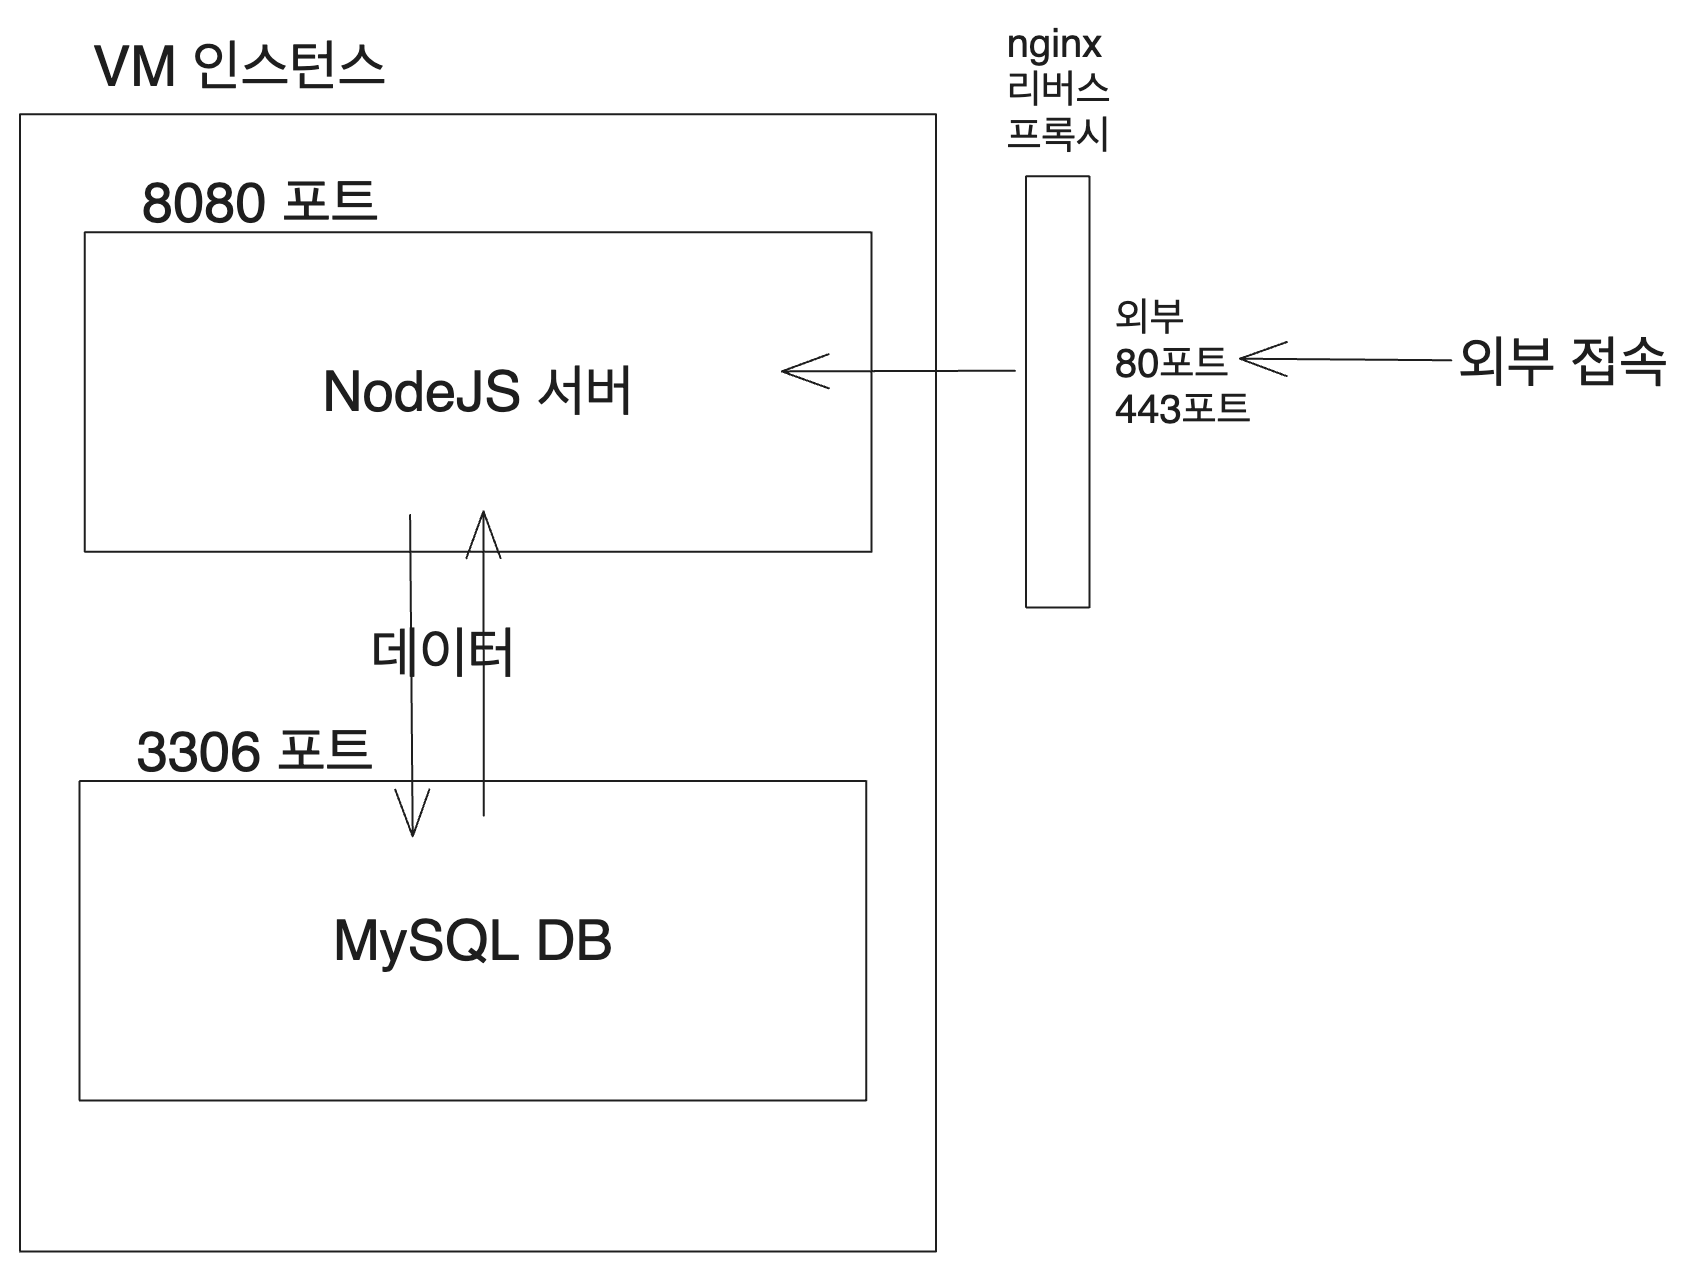 VM 인스턴스
nginx
리버스
프록시
8080 포트
NodeJS 서버
외부
80포트
443포트
외부 접속
데이터
3306 포트
MySQL DB